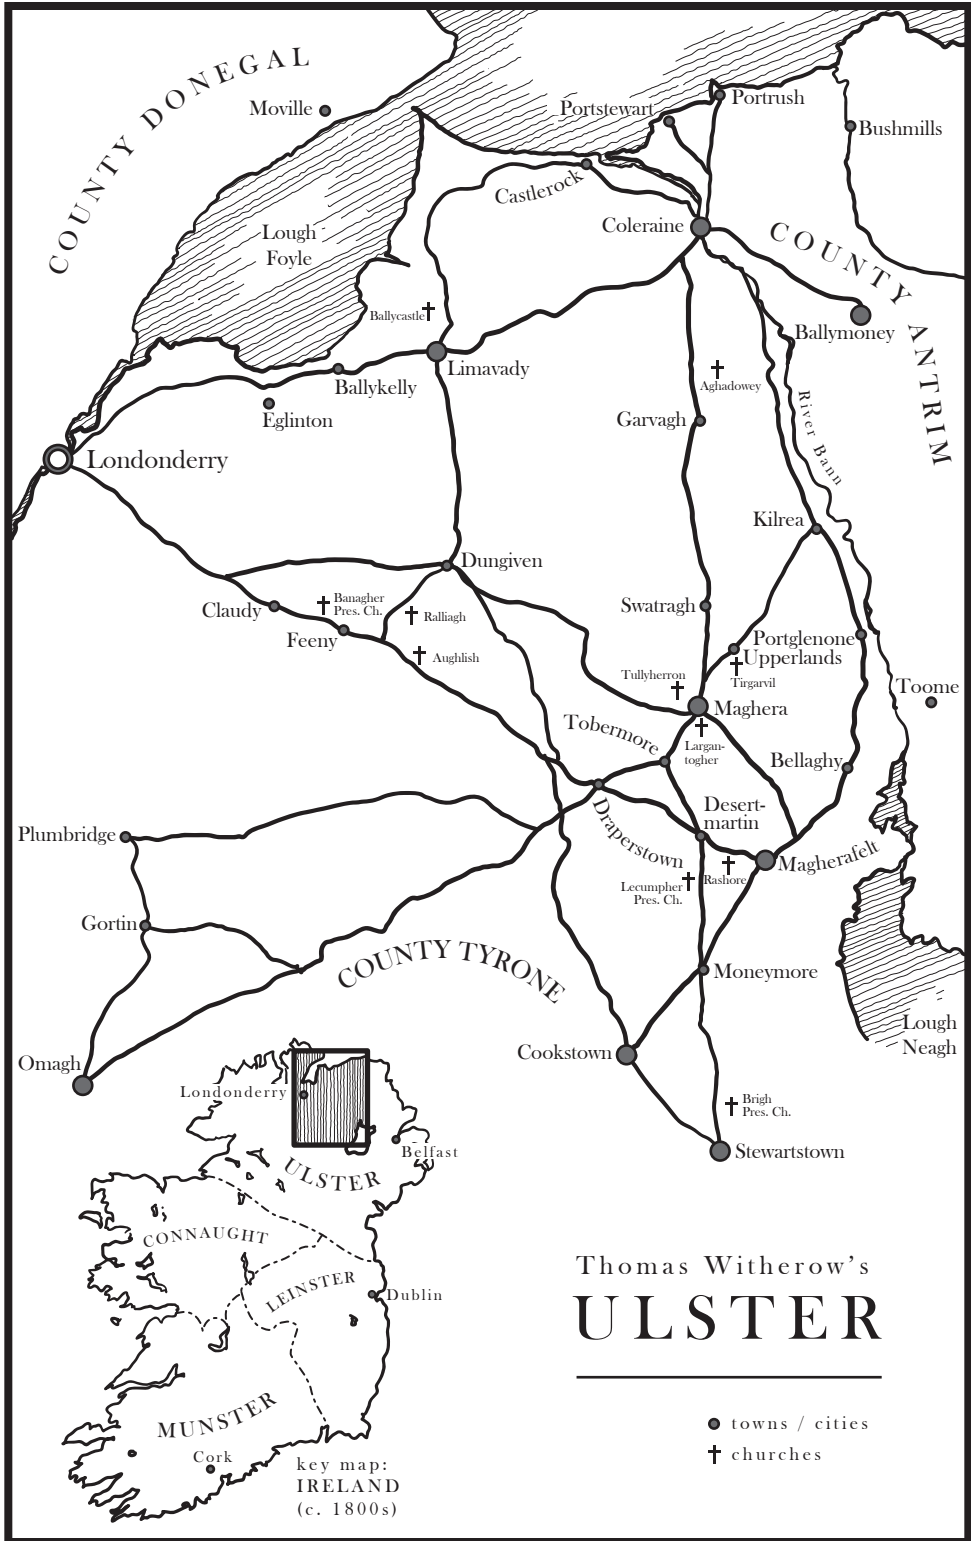 COUNTY DONEGAL
Moville
Portstewart
Portrush
Bushmills
Castlerock
Lough
Foyle
Coleraine
COUNTY ANTRIM
Ballycastle
Ballymoney
Limavady
Ballykelly
Eglinton
Aghadowey
Garvagh
River Bann
Londonderry
Kilrea
Dungiven
Claudy
Banagher
Pres. Ch.
Ralliagh
Feeny
Aughlish
Swatragh
Portglenone
Upperlands
Tirgarvil
Tullyherron
Toome
Maghera
Tobermore
Largan-
togher
Bellaghy
Draperstown
Desert-
martin
Plumbridge
Magherafelt
Rashore
Lecumpher
Pres. Ch.
Gortin
COUNTY TYRONE
Moneymore
Lough
Neagh
Cookstown
Omagh
Brigh
Pres. Ch.
Stewartstown
Londonderry
Belfast
ULSTER
CONNAUGHT
LEINSTER
Dublin
MUNSTER
Cork
key map:
IRELAND
(c. 1800s)
Thomas Witherow's
ULSTER
towns / cities
churches